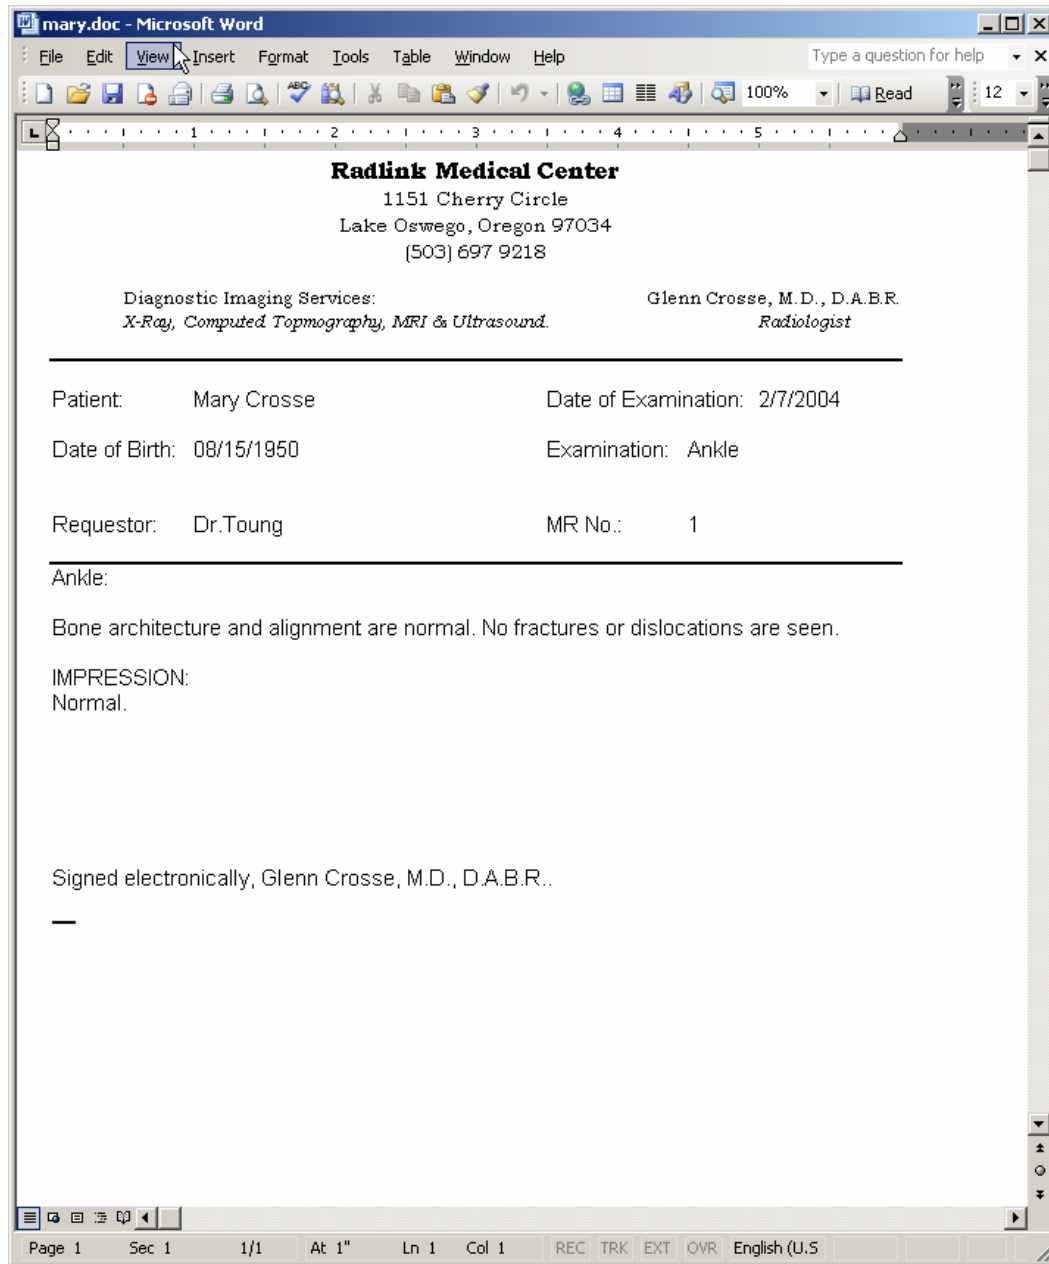 mary.doc - Microsoft Word
File Edit View Insert Format Tools Table Window Help Type a question for help
100% Read 12
1 2 3 4 5
Radlink Medical Center
1151 Cherry Circle
Lake Oswego, Oregon 97034
(503) 697 9218
Diagnostic Imaging Services: Glenn Crosse, M.D., D.A.B.R.
X-Ray, Computed Topmography, MRI & Ultrasound. Radiologist
Patient: Mary Crosse Date of Examination: 2/7/2004
Date of Birth: 08/15/1950 Examination: Ankle
Requestor: Dr.Toung MR No.: 1
Ankle:
Bone architecture and alignment are normal. No fractures or dislocations are seen.
IMPRESSION:
Normal.
Signed electronically, Glenn Crosse, M.D., D.A.B.R..
Page 1 Sec 1 1/1 At 1" Ln 1 Col 1 REC TRK EXT OVR English (U.S